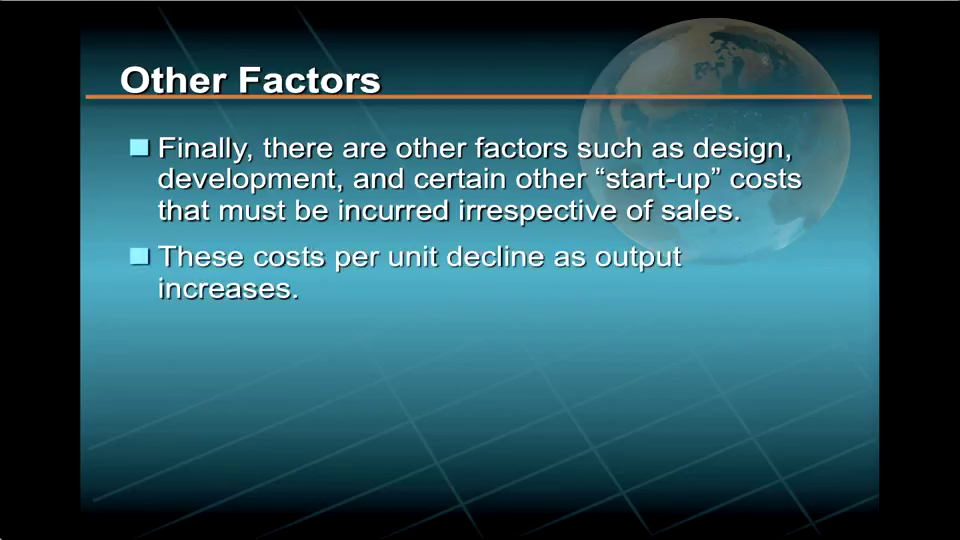 Other Factors
Finally, there are other factors such as design,
development, and certain other “start-up” costs
that must be incurred irrespective of sales.
These costs per unit decline as output
increases.